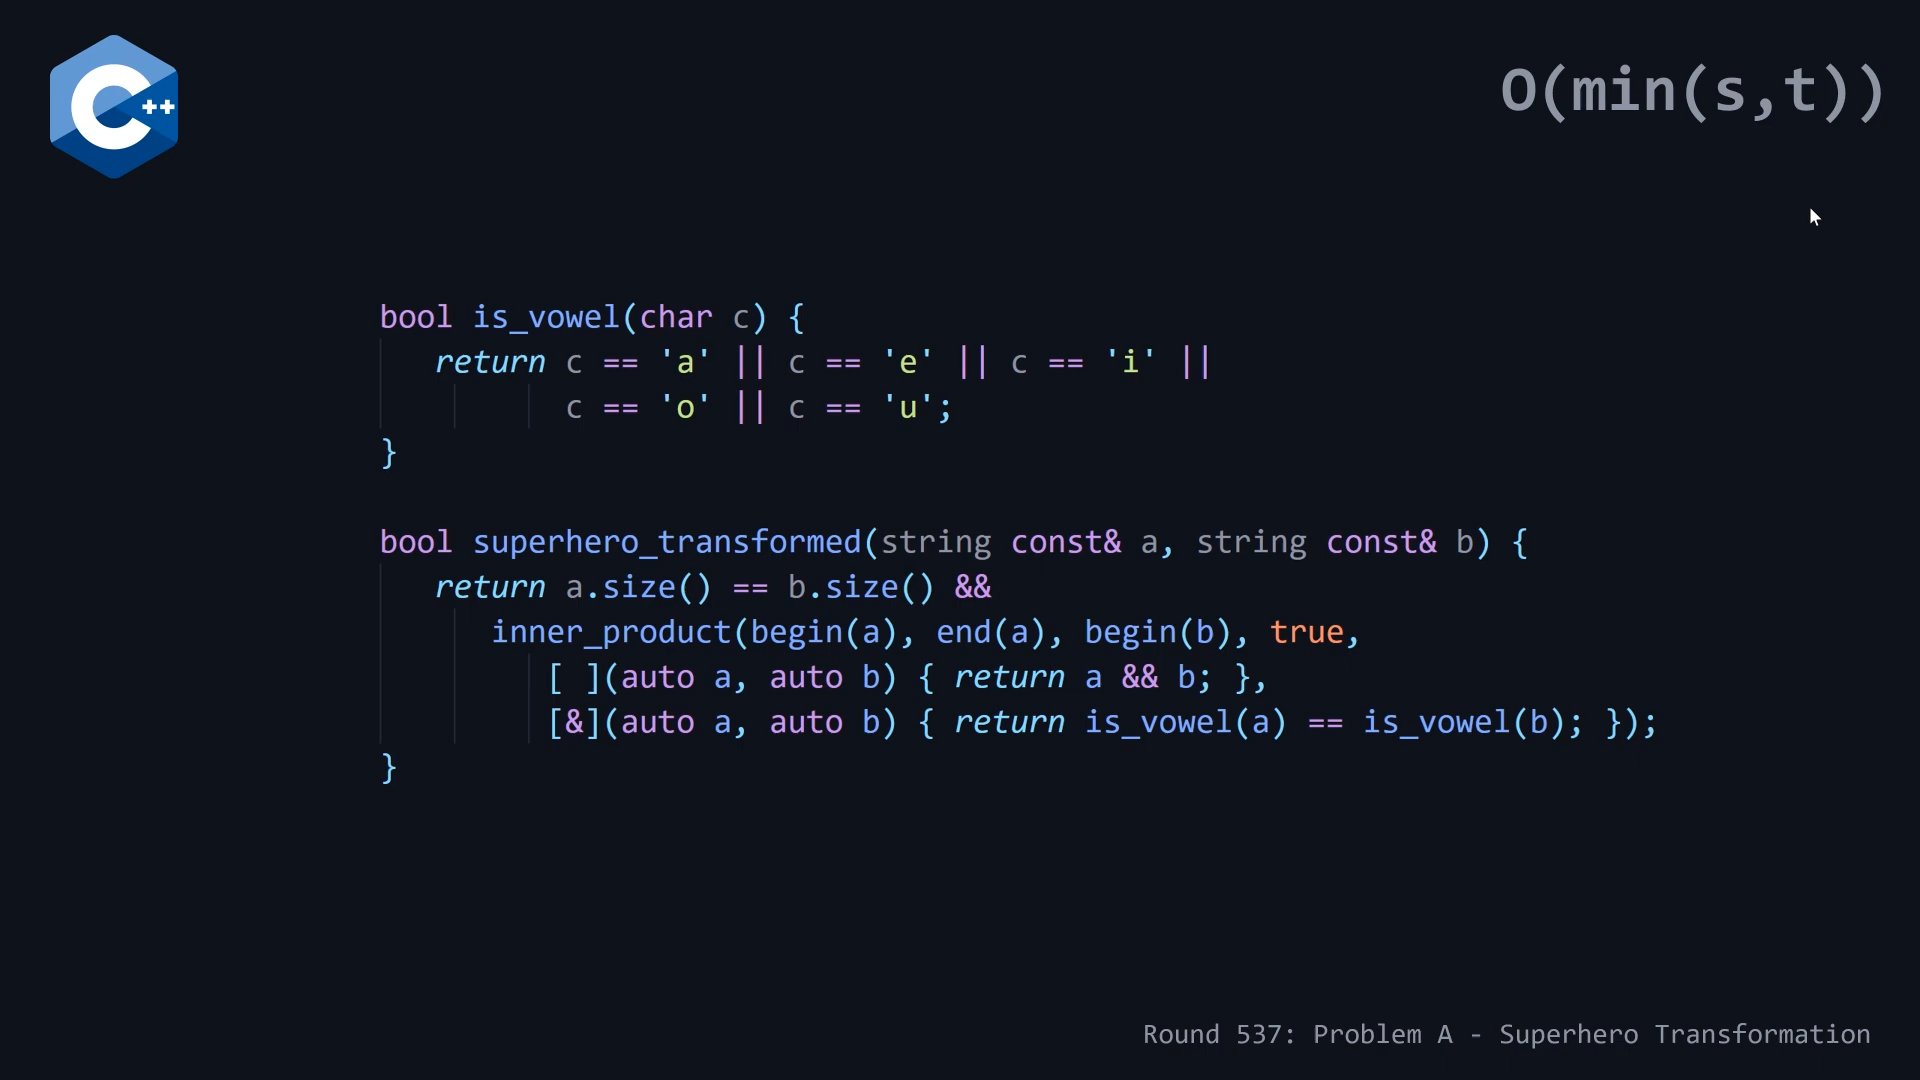 C++
O(min(s,t))
bool is_vowel(char c) {
return c == 'a' || c == 'e' || c == 'i' ||
c == 'o' || c == 'u';
}
bool superhero_transformed(string const& a, string const& b) {
return a.size() == b.size() &&
inner_product(begin(a), end(a), begin(b), true,
[ ](auto a, auto b) { return a && b; },
[&](auto a, auto b) { return is_vowel(a) == is_vowel(b); });
}
Round 537: Problem A - Superhero Transformation